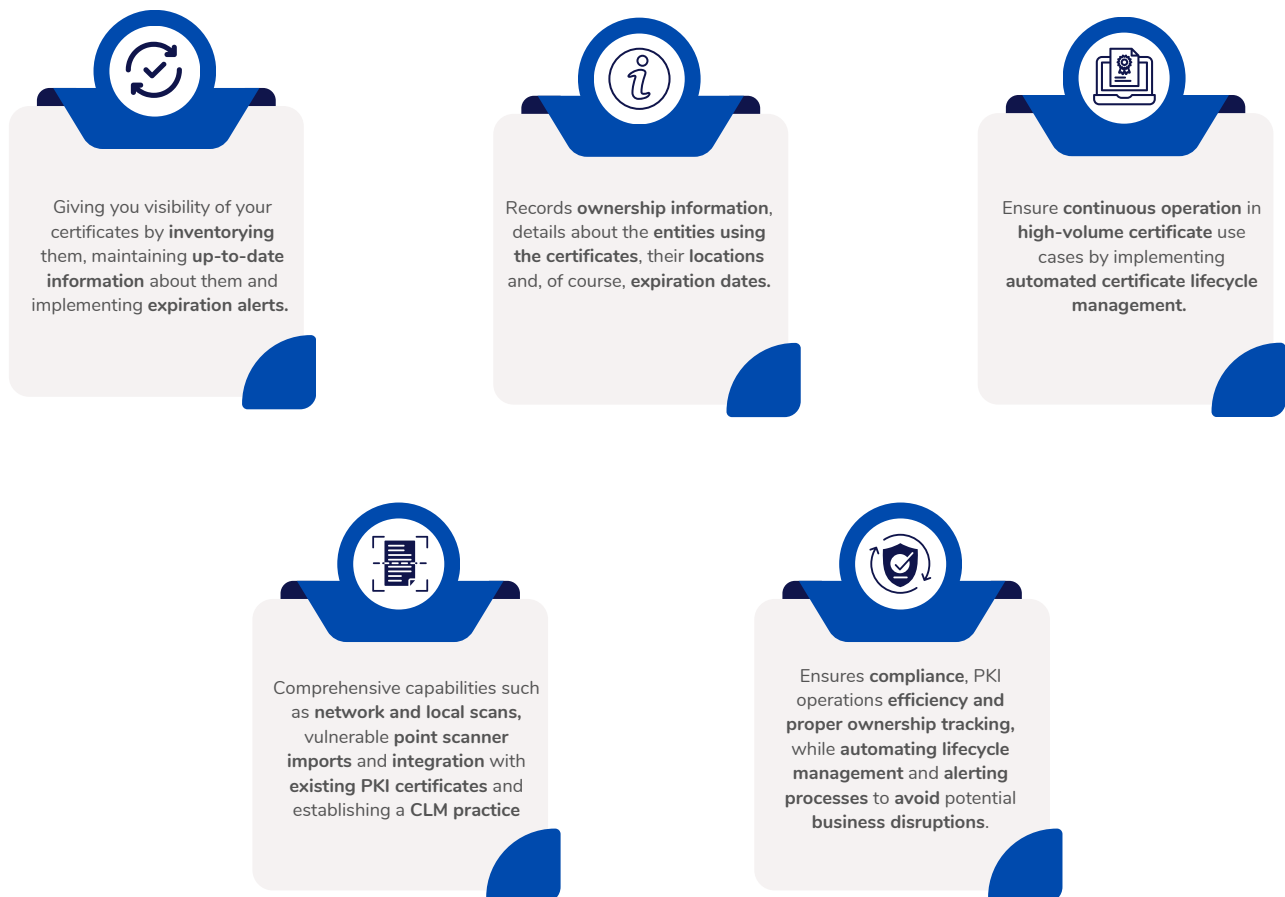 Giving you visibility of your
certificates by inventorying
them, maintaining up-to-date
information about them and
implementing expiration alerts.
Records ownership information,
details about the entities using
the certificates, their locations
and, of course, expiration dates.
Ensure continuous operation in
high-volume certificate use
cases by implementing
automated certificate lifecycle
management.
Comprehensive capabilities such
as network and local scans,
vulnerable point scanner
imports and integration with
existing PKI certificates and
establishing a CLM practice
Ensures compliance, PKI
operations efficiency and
proper ownership tracking,
while automating lifecycle
management and alerting
processes to avoid potential
business disruptions.